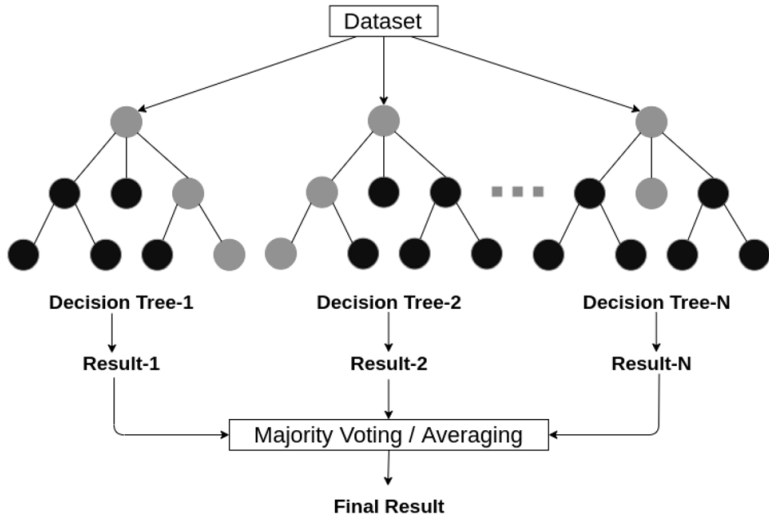 Dataset
Decision Tree-1
Decision Tree-2
Decision Tree-N
Result-1
Result-2
Result-N
Majority Voting / Averaging
Final Result